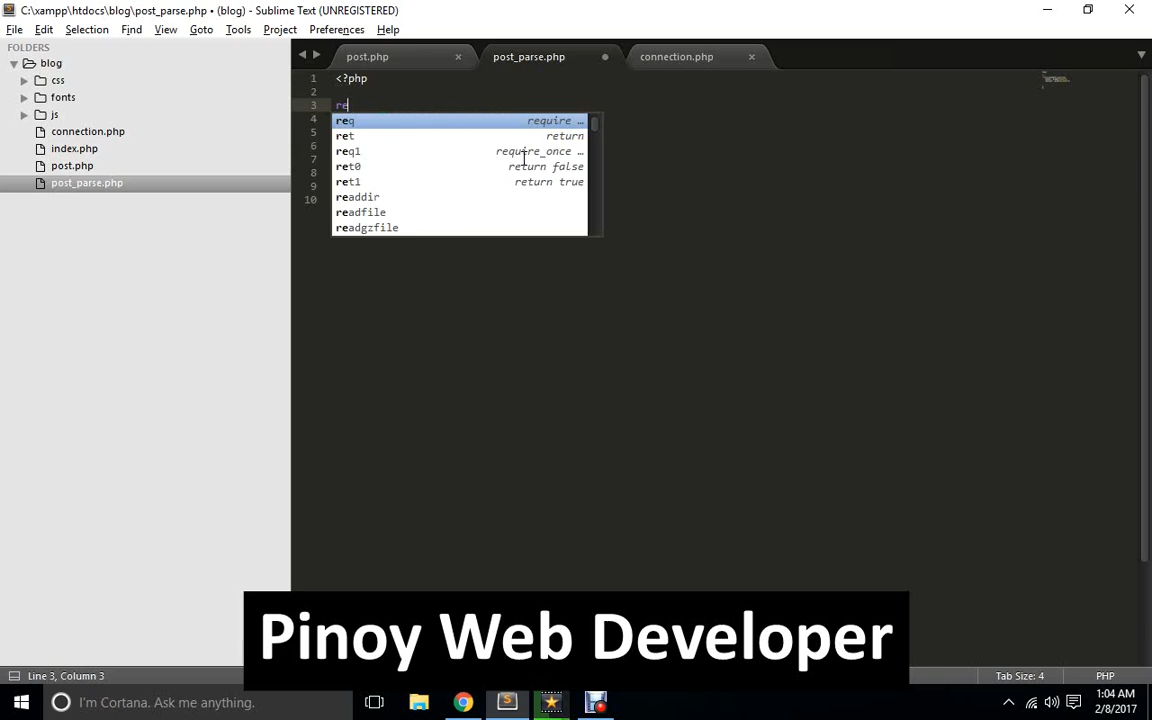 C:\xampp\htdocs\blog\post_parse.php • (blog) - Sublime Text (UNREGISTERED)
File Edit Selection Find View Goto Tools Project Preferences Help
FOLDERS
blog
css
fonts
js
connection.php
index.php
post.php
post_parse.php
post.php × post_parse.php connection.php ×
1 <?php
2
3 re
4
5
6
7
8
9
10
req require …
ret return
req1 require_once …
ret0 return false
ret1 return true
readdir
readfile
readgzfile
Pinoy Web Developer
Line 3, Column 3 Tab Size: 4 PHP
I'm Cortana. Ask me anything.
1:04 AM
2/8/2017